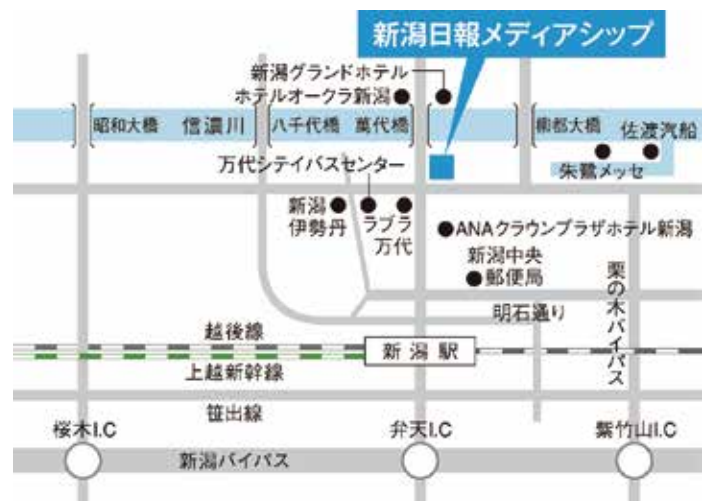 新潟日報メディアシップ
新潟グランドホテル
ホテルオークラ新潟
昭和大橋
信濃川
八千代橋
萬代橋
柳都大橋
佐渡汽船
朱鷺メッセ
万代シテイバスセンター
新潟
伊勢丹
ラブラ
万代
ANAクラウンプラザホテル新潟
新潟中央
郵便局
明石通り
栗の木バイパス
越後線
新潟駅
上越新幹線
笹出線
桜木I.C
弁天I.C
紫竹山I.C
新潟バイパス